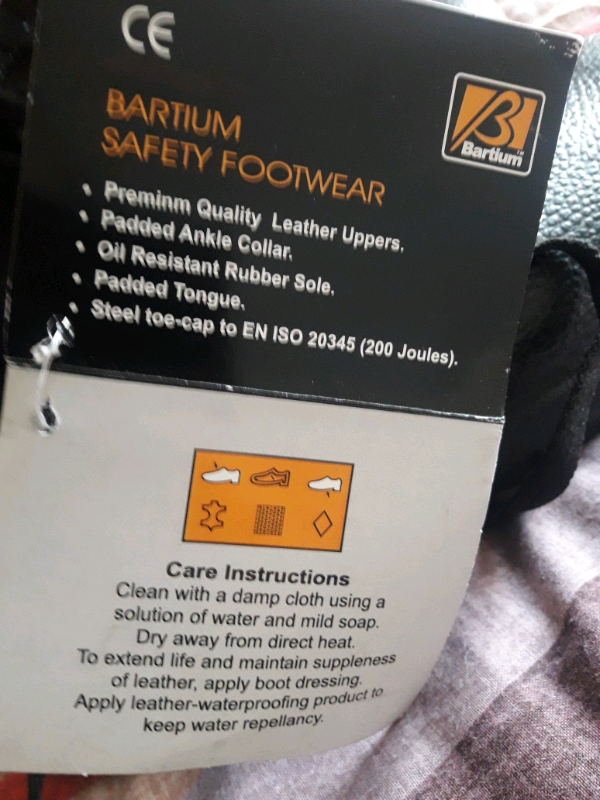 CE
BARTIUM
SAFETY FOOTWEAR
Bartium™
• Preminm Quality Leather Uppers.
• Padded Ankle Collar.
• Oil Resistant Rubber Sole.
• Padded Tongue.
• Steel toe-cap to EN ISO 20345 (200 Joules).
Care Instructions
Clean with a damp cloth using a
solution of water and mild soap.
Dry away from direct heat.
To extend life and maintain suppleness
of leather, apply boot dressing.
Apply leather-waterproofing product to
keep water repellancy.